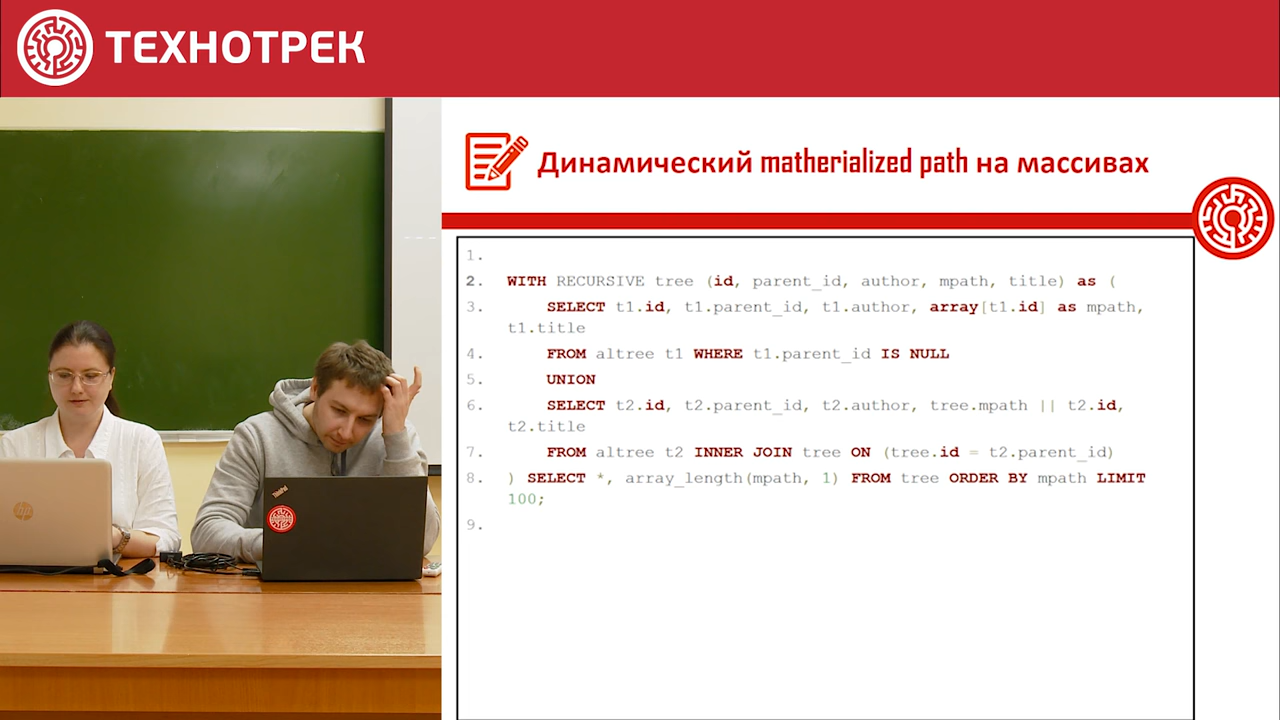 ТЕХНОТРЕК
Динамический matherialized path на массивах
1.
2. WITH RECURSIVE tree (id, parent_id, author, mpath, title) as (
3. SELECT t1.id, t1.parent_id, t1.author, array[t1.id] as mpath,
t1.title
4. FROM altree t1 WHERE t1.parent_id IS NULL
5. UNION
6. SELECT t2.id, t2.parent_id, t2.author, tree.mpath || t2.id,
t2.title
7. FROM altree t2 INNER JOIN tree ON (tree.id = t2.parent_id)
8. ) SELECT *, array_length(mpath, 1) FROM tree ORDER BY mpath LIMIT
100;
9.
ThinkPad
hp